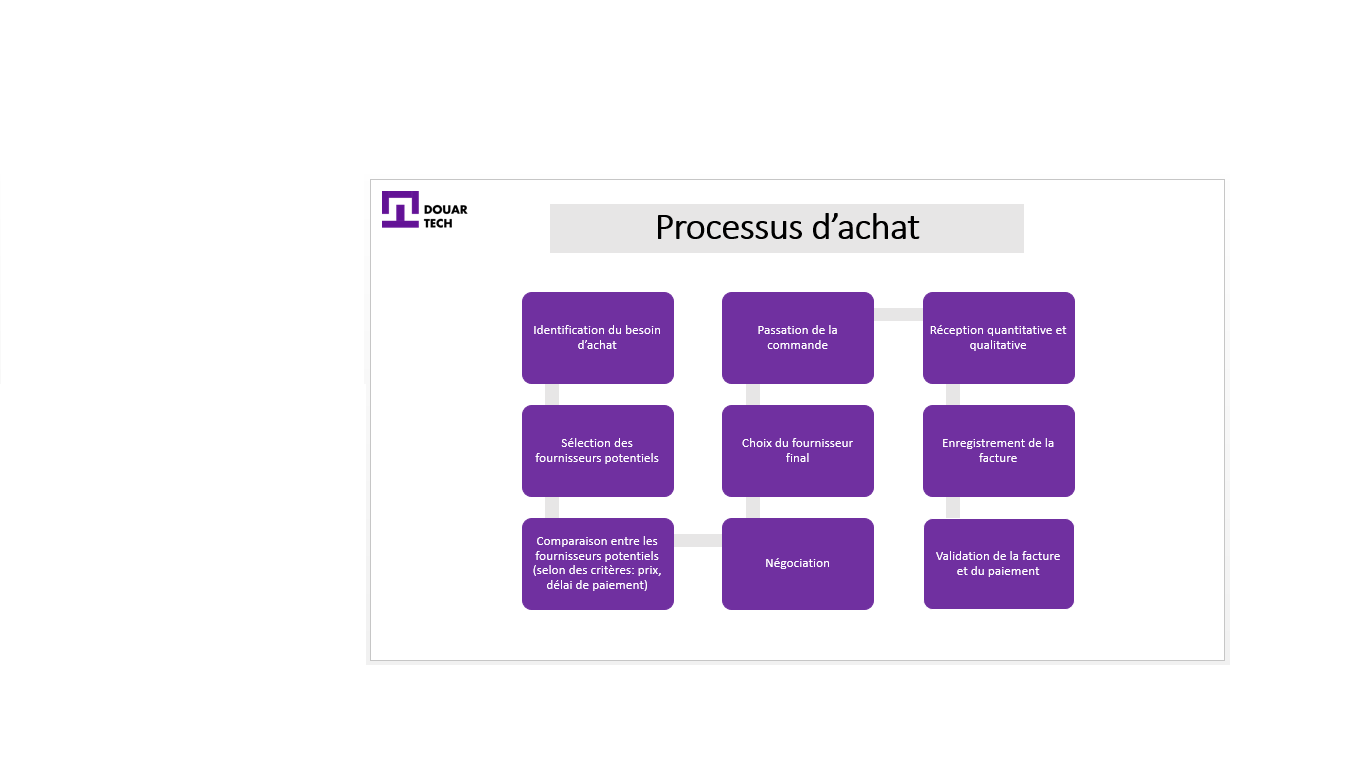 DOUAR
TECH
Processus d’achat
Identification du besoin
d’achat
Sélection des
fournisseurs potentiels
Comparaison entre les
fournisseurs potentiels
(selon des critères: prix,
délai de paiement)
Négociation
Choix du fournisseur
final
Passation de la
commande
Réception quantitative et
qualitative
Enregistrement de la
facture
Validation de la facture
et du paiement